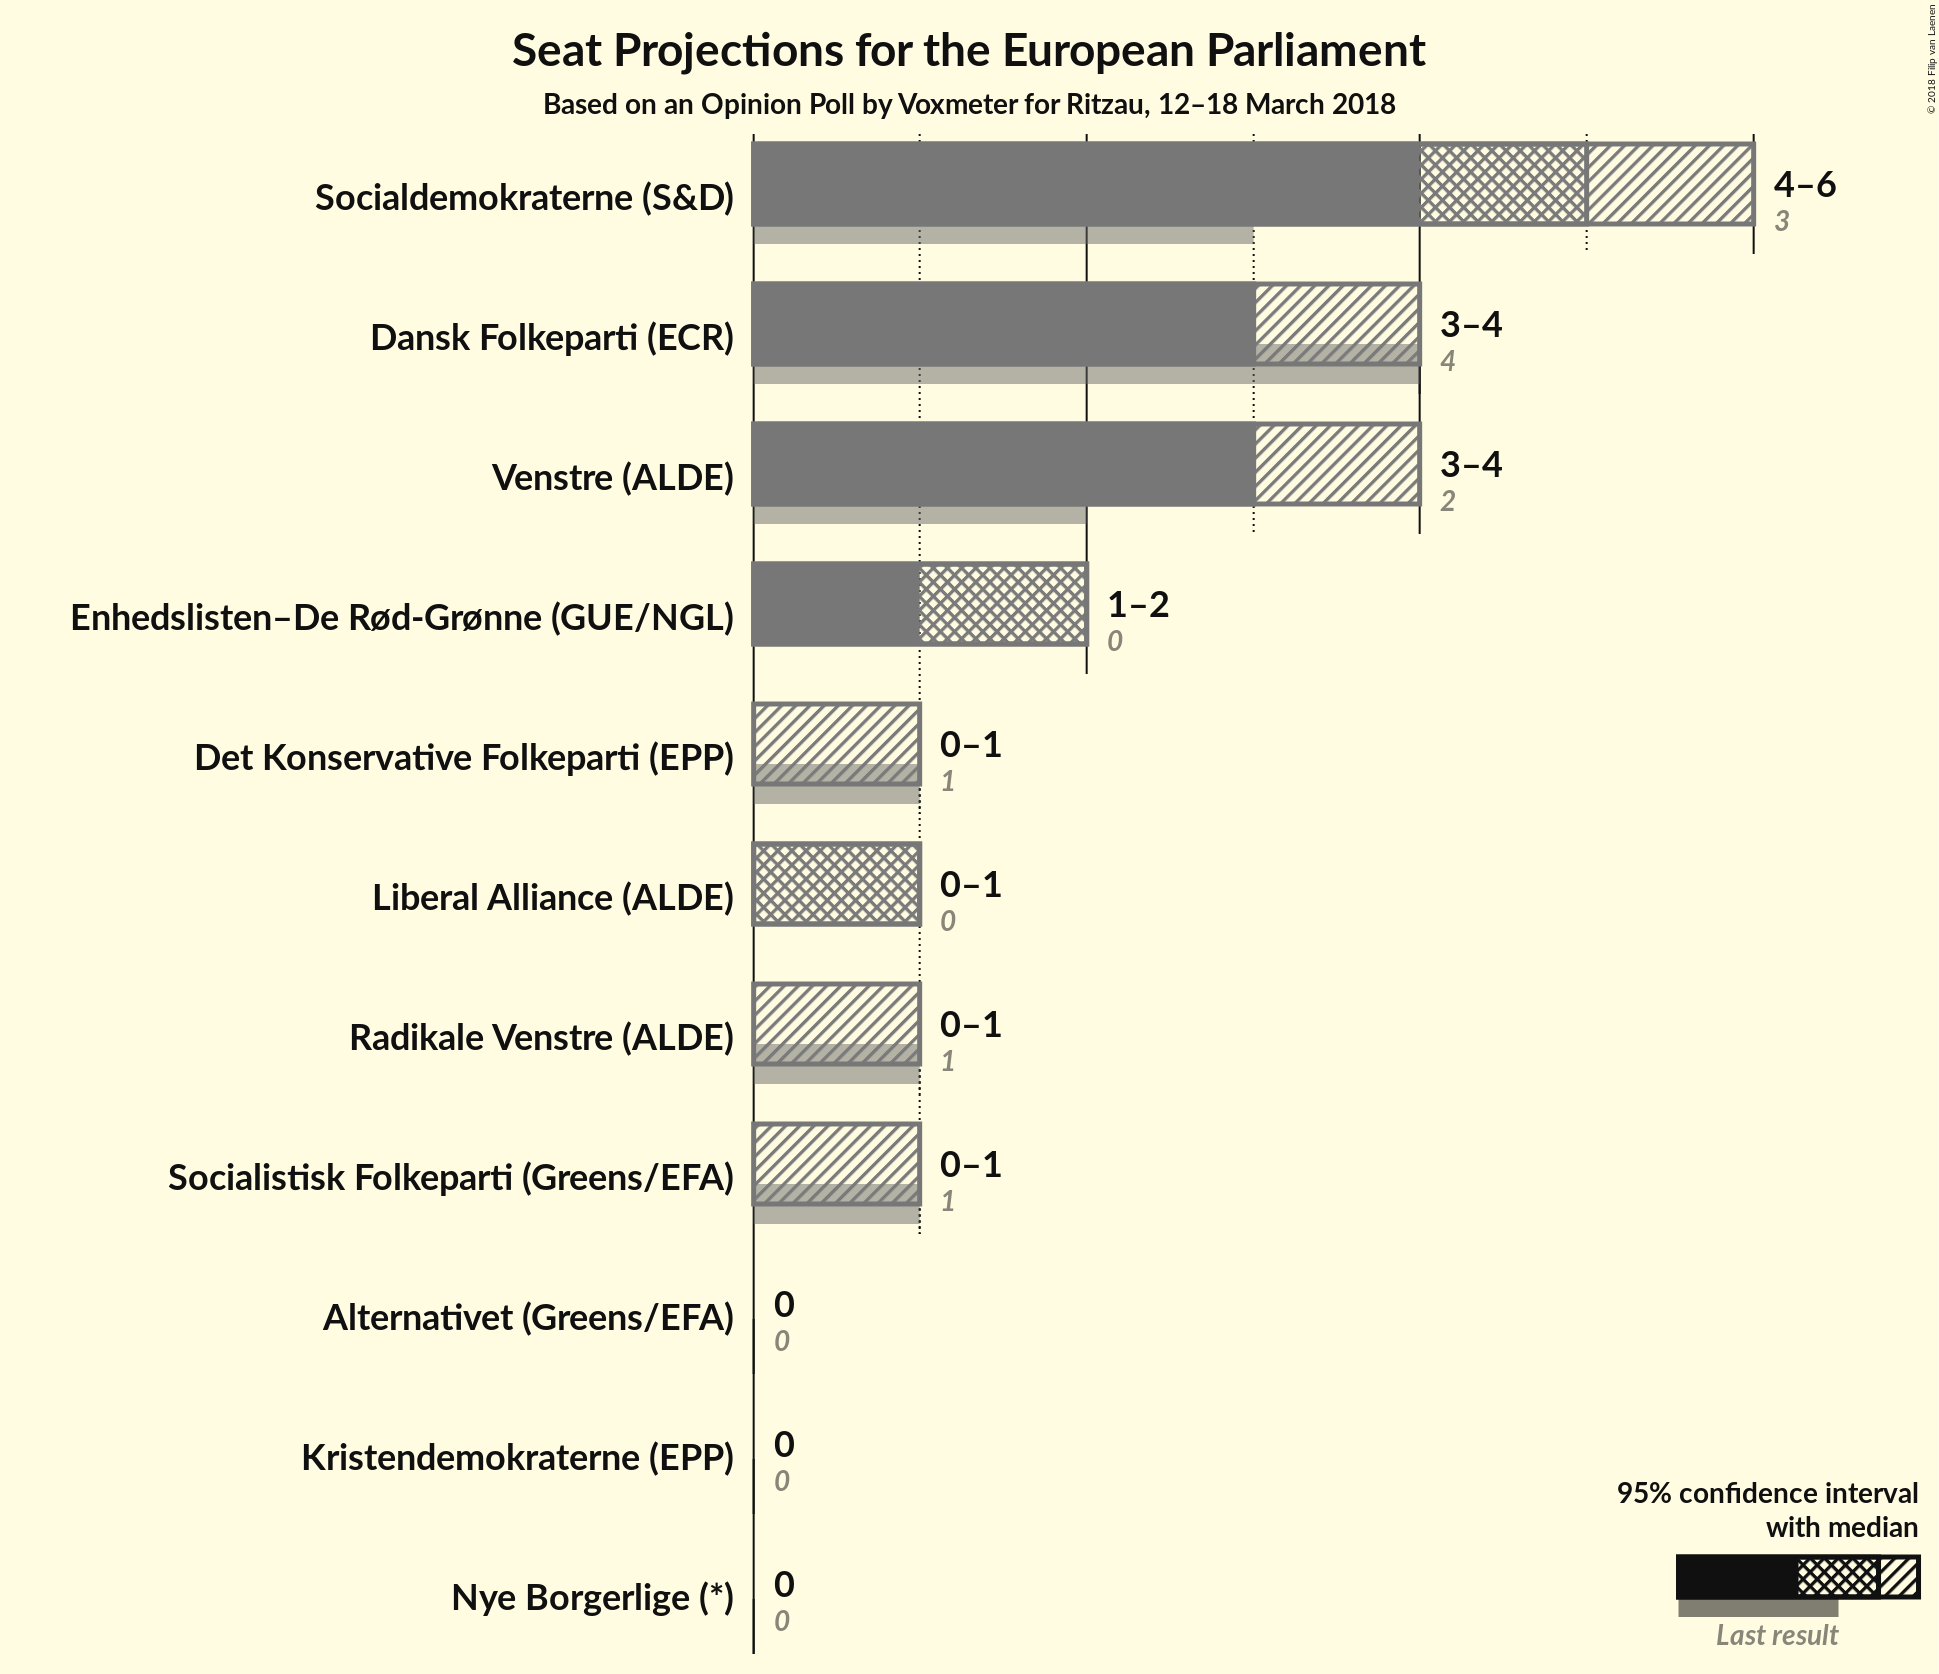 Seat Projections for the European Parliament
Based on an Opinion Poll by Voxmeter for Ritzau, 12–18 March 2018
© 2018 Filip van Laenen
Socialdemokraterne (S&D)
4–6
3
Dansk Folkeparti (ECR)
3–4
4
Venstre (ALDE)
3–4
2
Enhedslisten–De Rød-Grønne (GUE/NGL)
1–2
0
Det Konservative Folkeparti (EPP)
0–1
1
Liberal Alliance (ALDE)
0–1
0
Radikale Venstre (ALDE)
0–1
1
Socialistisk Folkeparti (Greens/EFA)
0–1
1
Alternativet (Greens/EFA)
0
0
Kristendemokraterne (EPP)
0
0
Nye Borgerlige (*)
0
0
95% confidence interval
with median
Last result